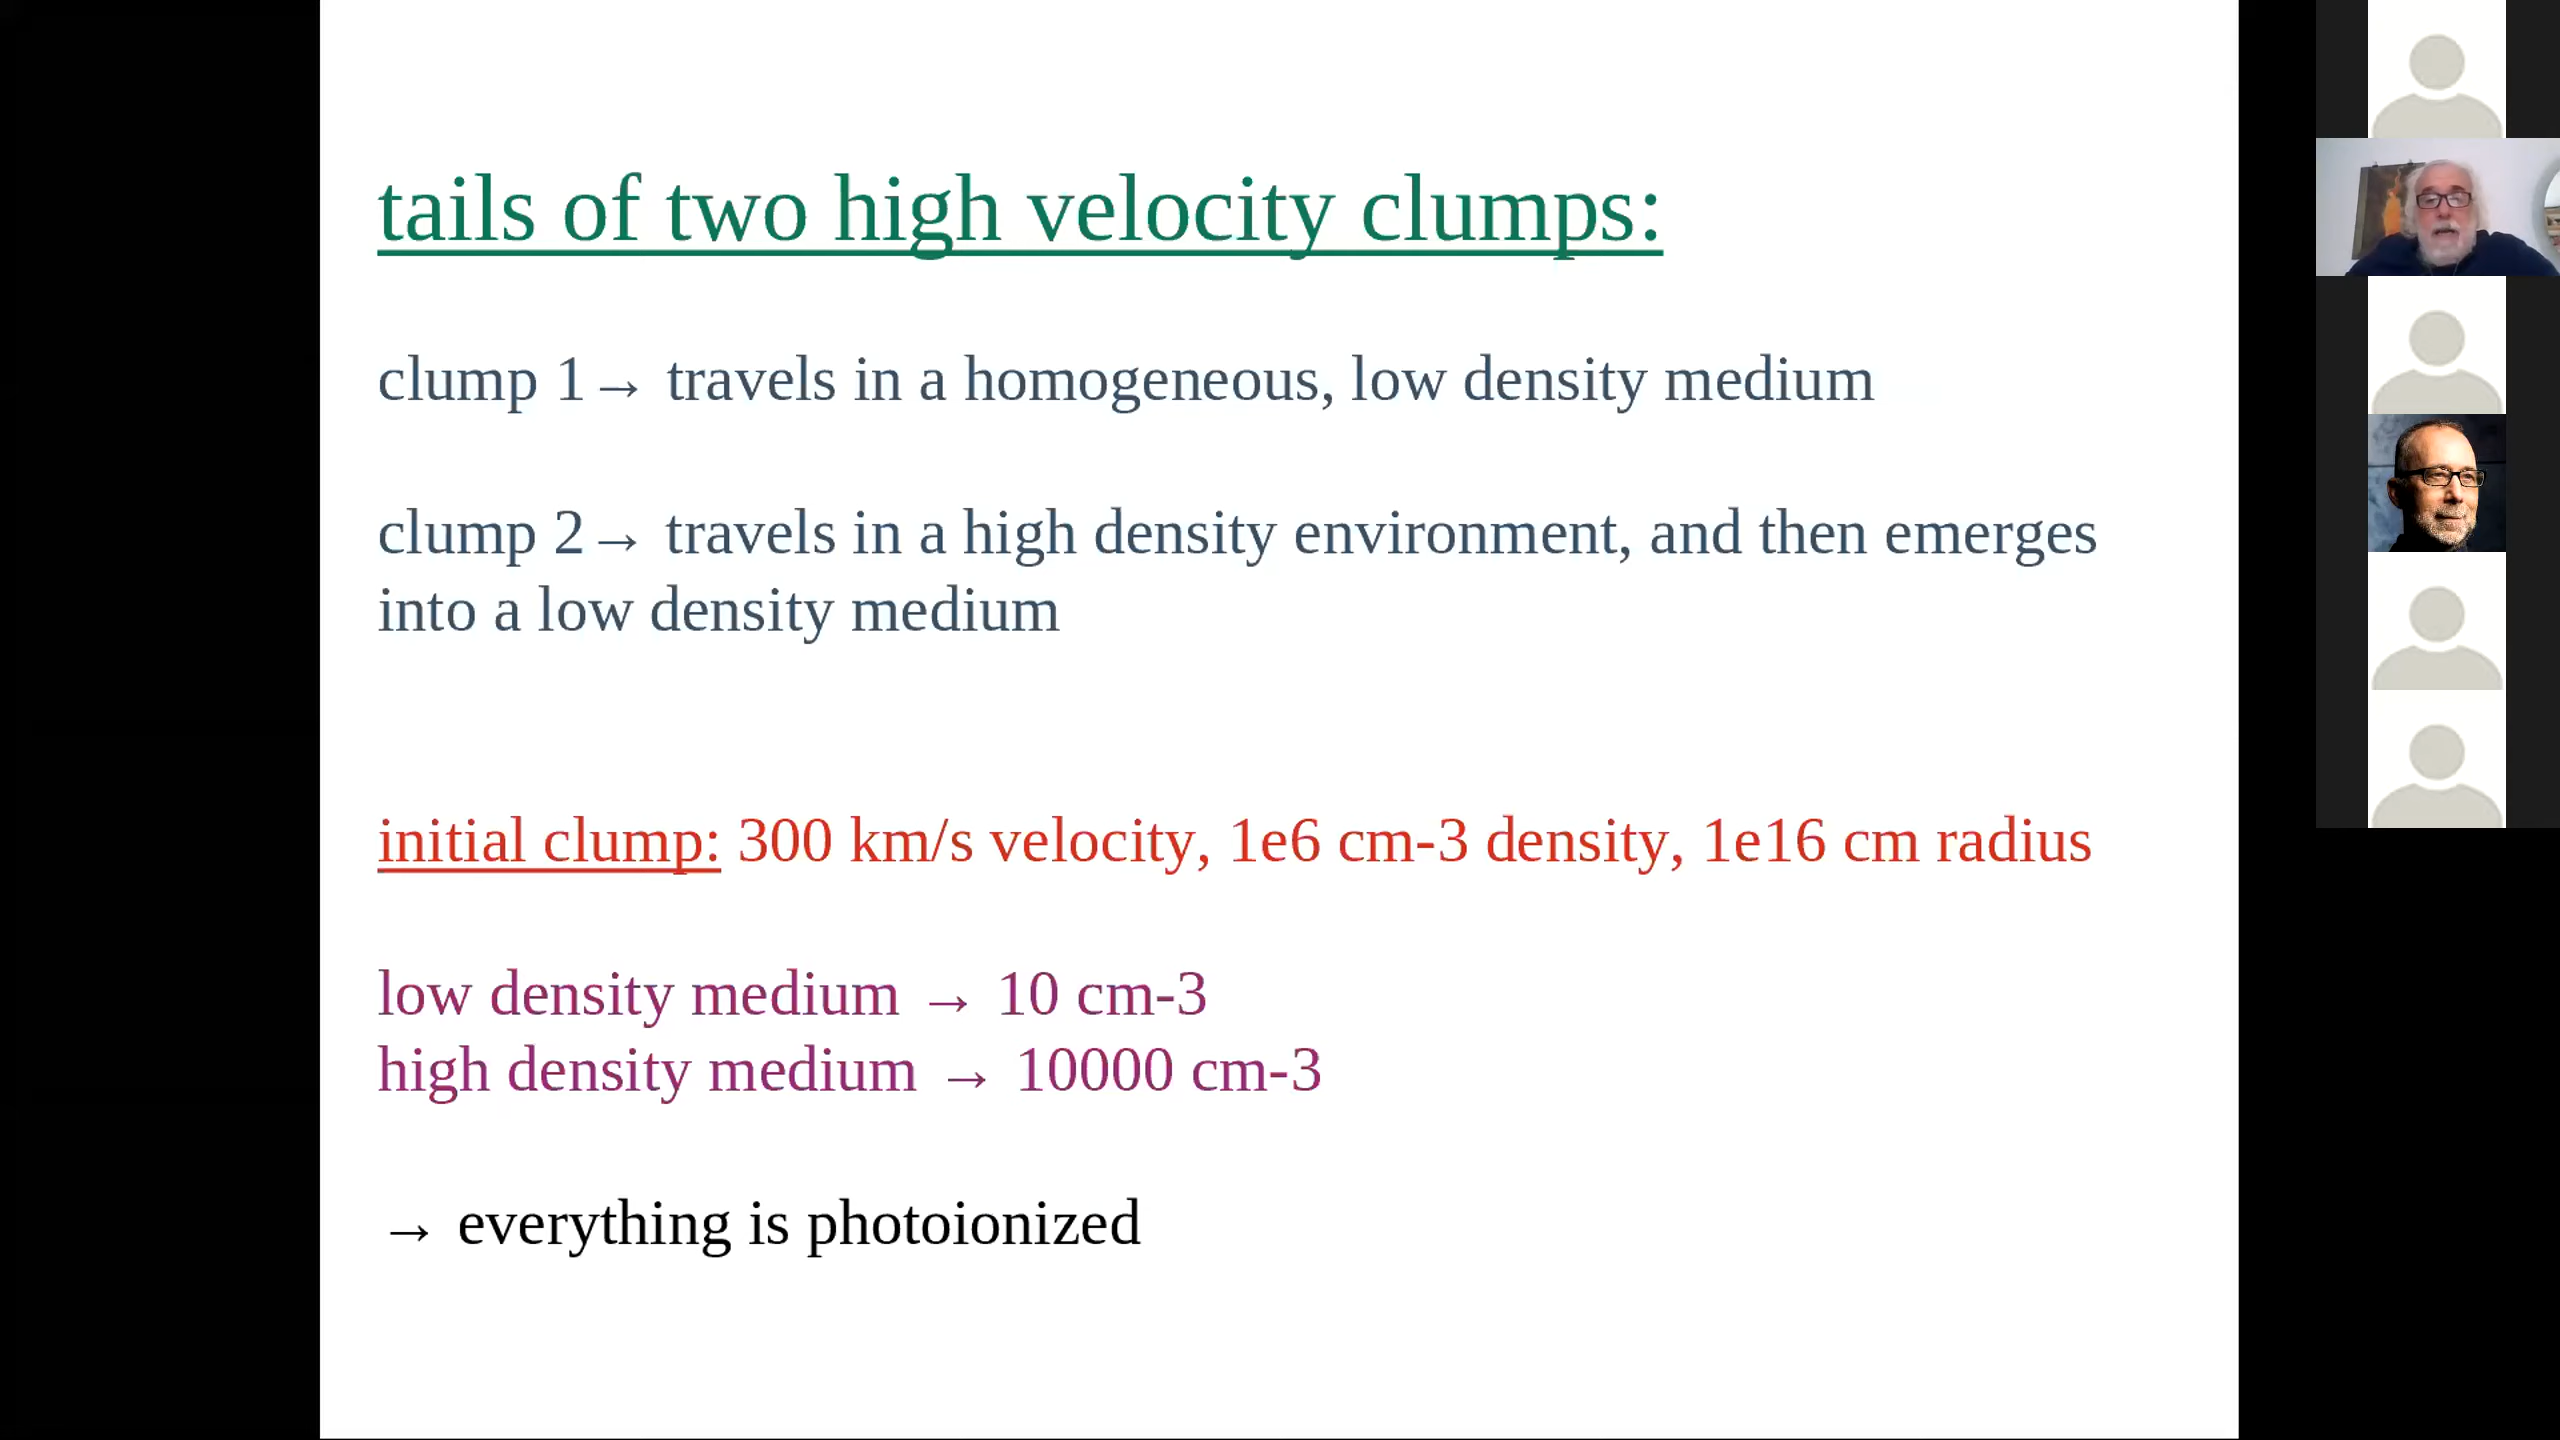 tails of two high velocity clumps:
clump 1→ travels in a homogeneous, low density medium
clump 2→ travels in a high density environment, and then emerges
into a low density medium
initial clump: 300 km/s velocity, 1e6 cm-3 density, 1e16 cm radius
low density medium → 10 cm-3
high density medium → 10000 cm-3
→ everything is photoionized